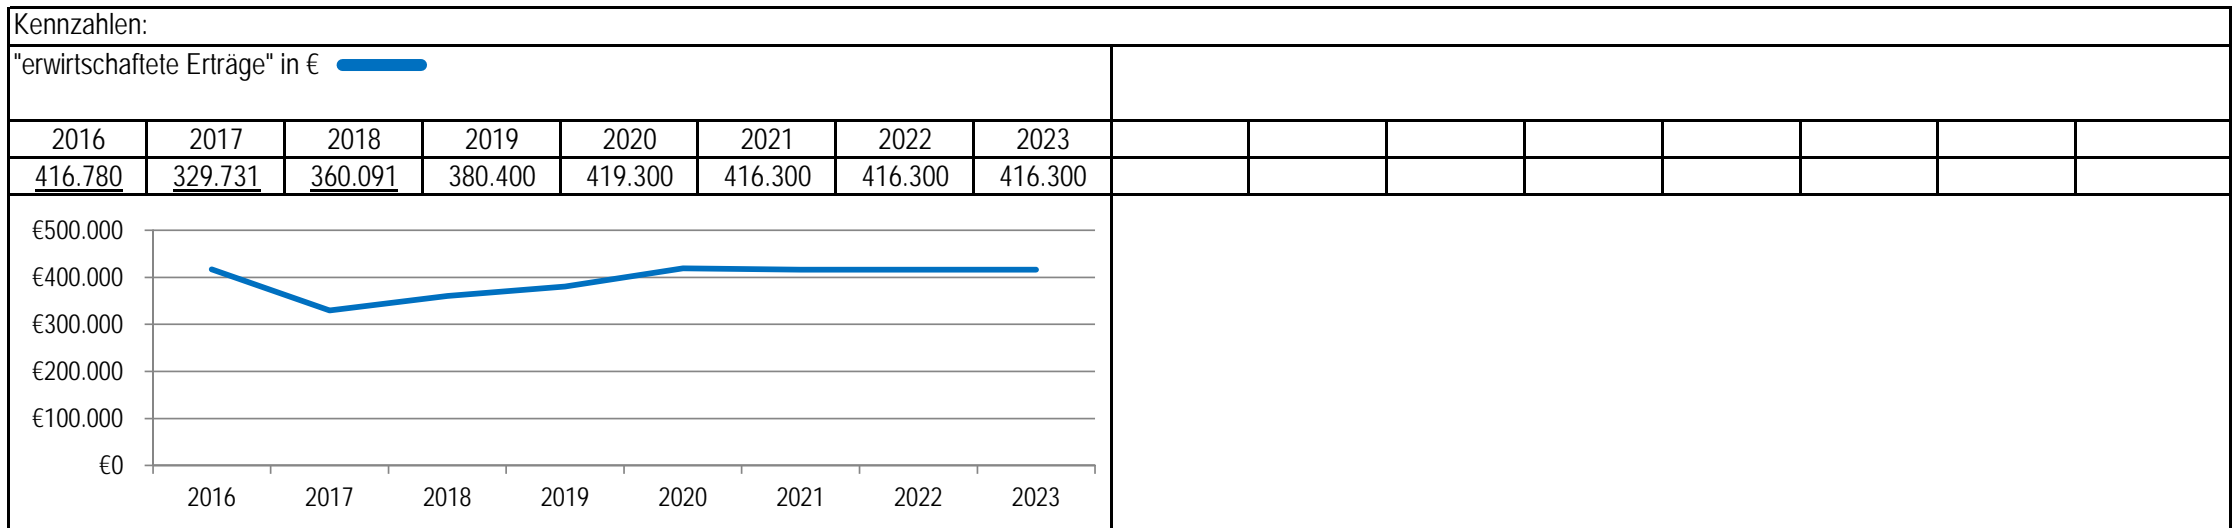 Kennzahlen:
"erwirtschaftete Erträge" in €
2016 2017 2018 2019 2020 2021 2022 2023
416.780 329.731 360.091 380.400 419.300 416.300 416.300 416.300
€500.000
€400.000
€300.000
€200.000
€100.000
€0
2016 2017 2018 2019 2020 2021 2022 2023